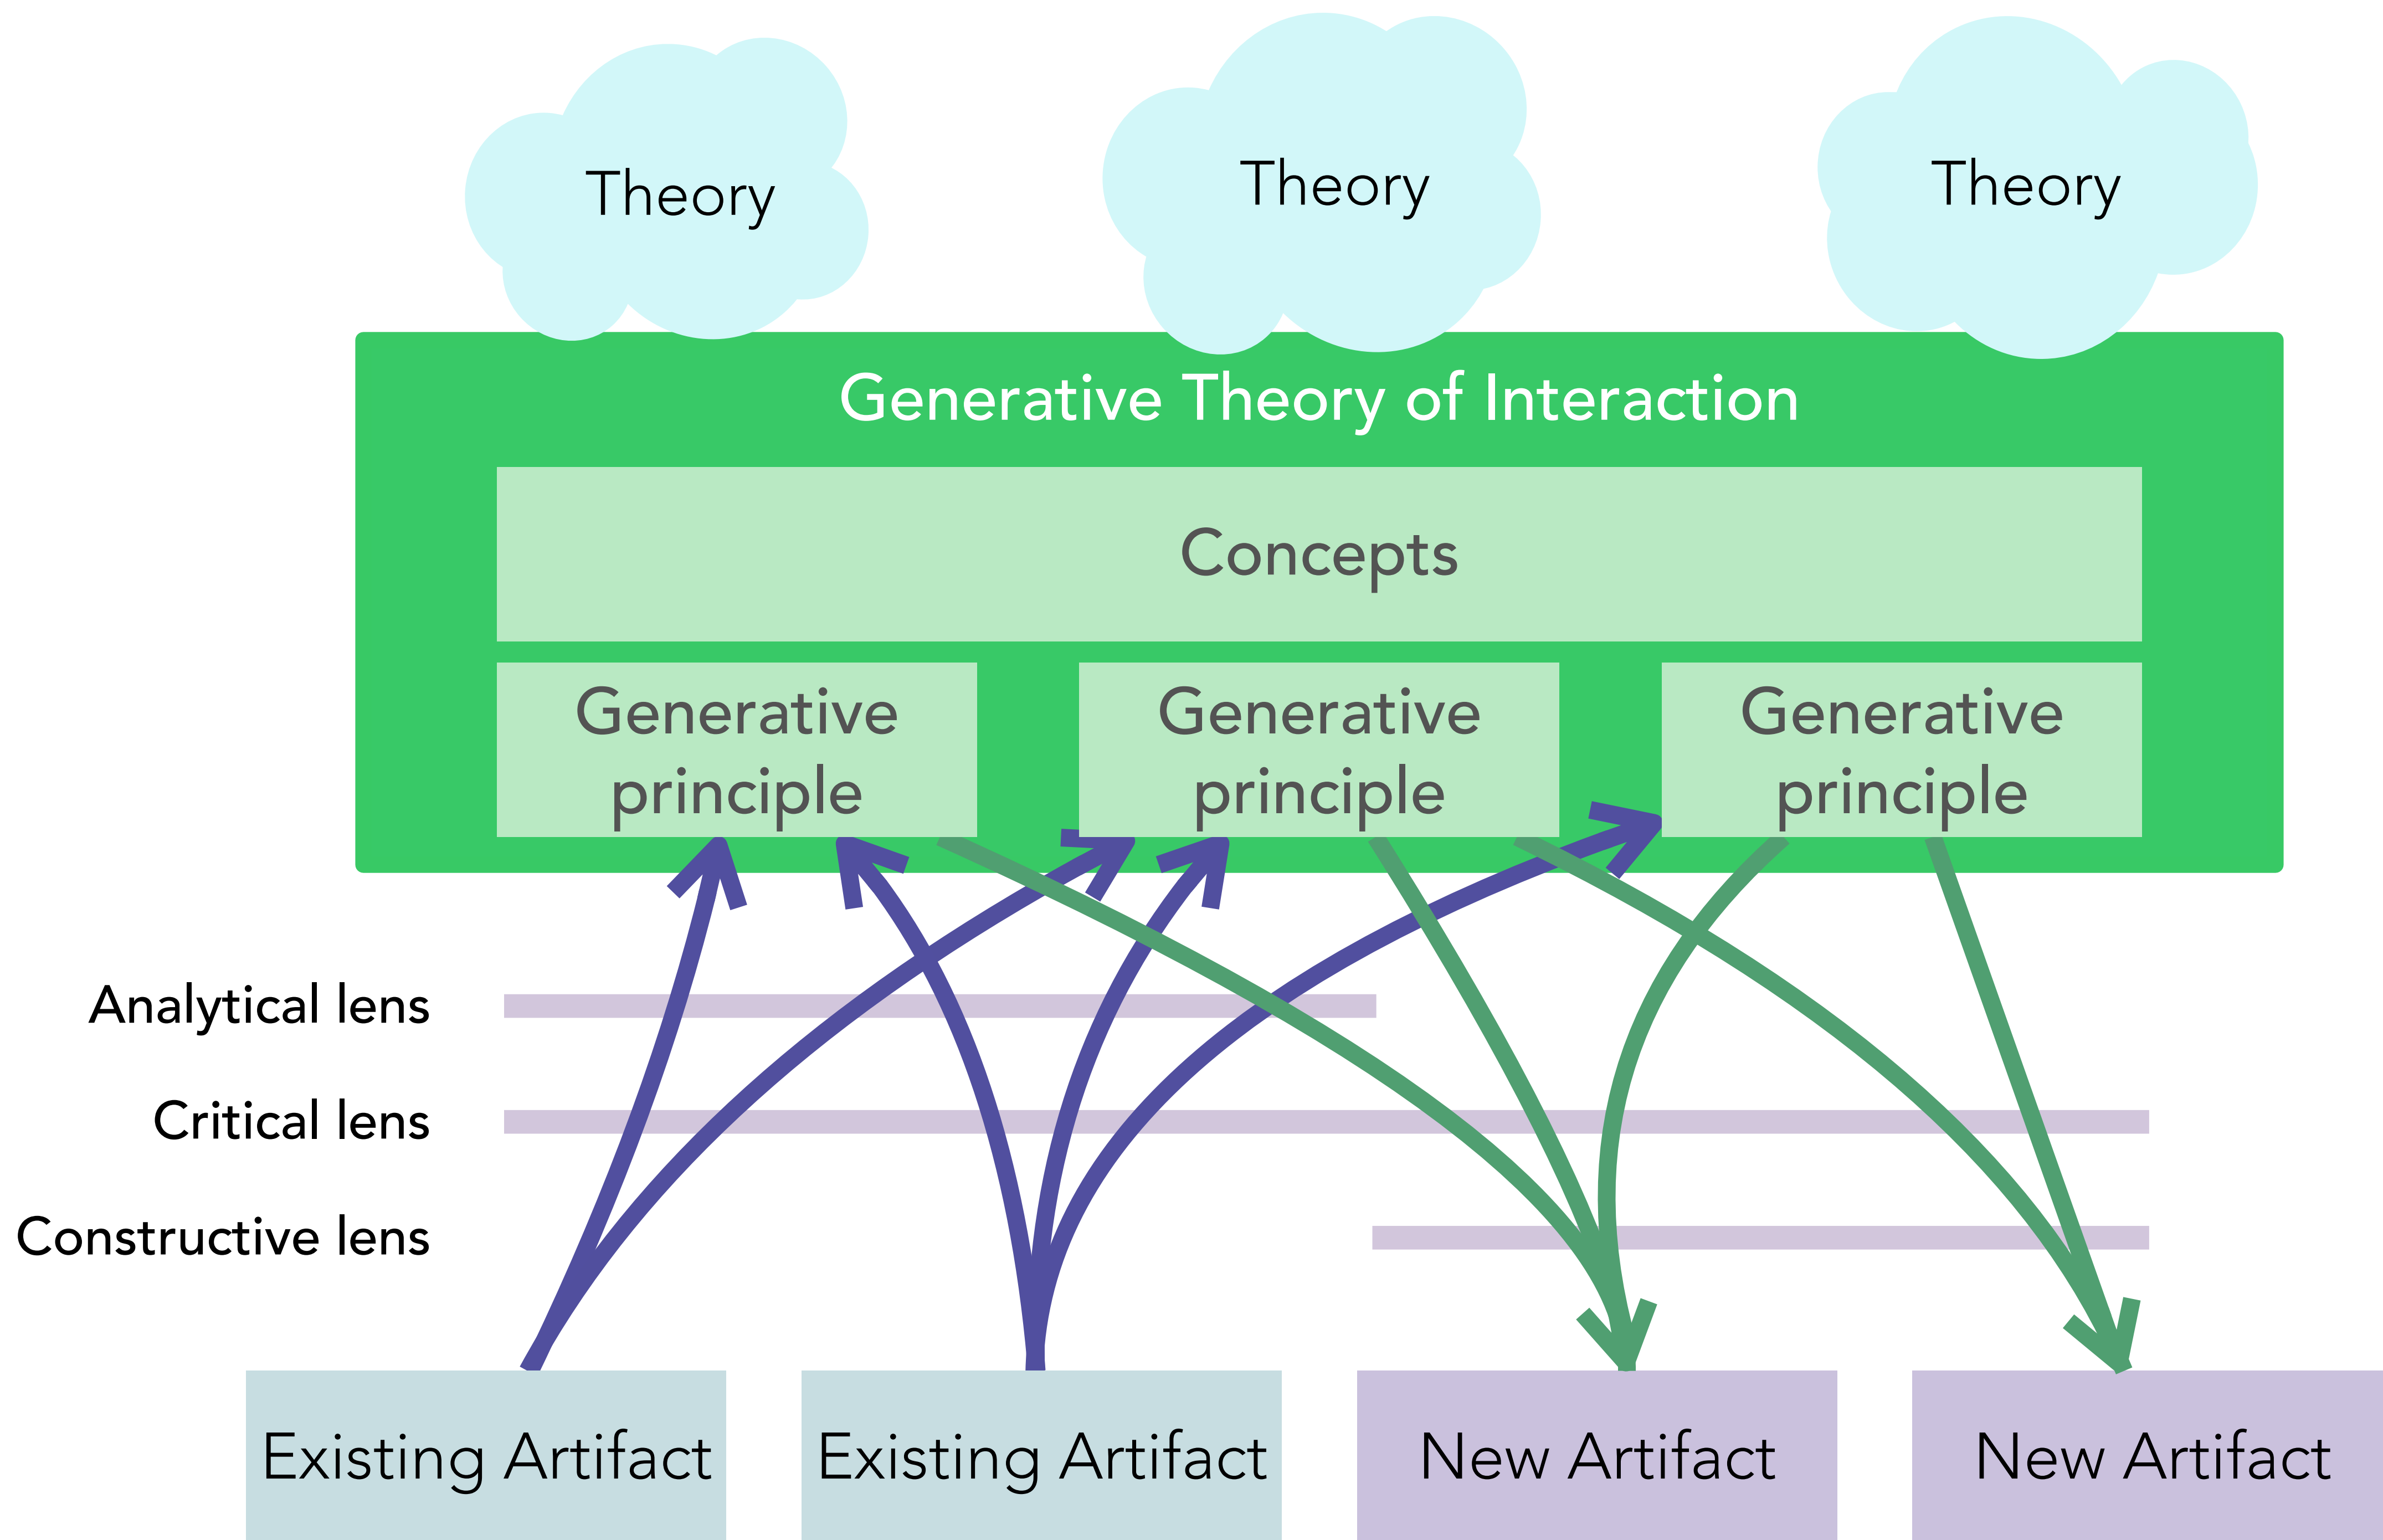 Theory
Theory
Theory
Generative Theory of Interaction
Concepts
Generative
principle
Generative
principle
Generative
principle
Analytical lens
Critical lens
Constructive lens
Existing Artifact
Existing Artifact
New Artifact
New Artifact